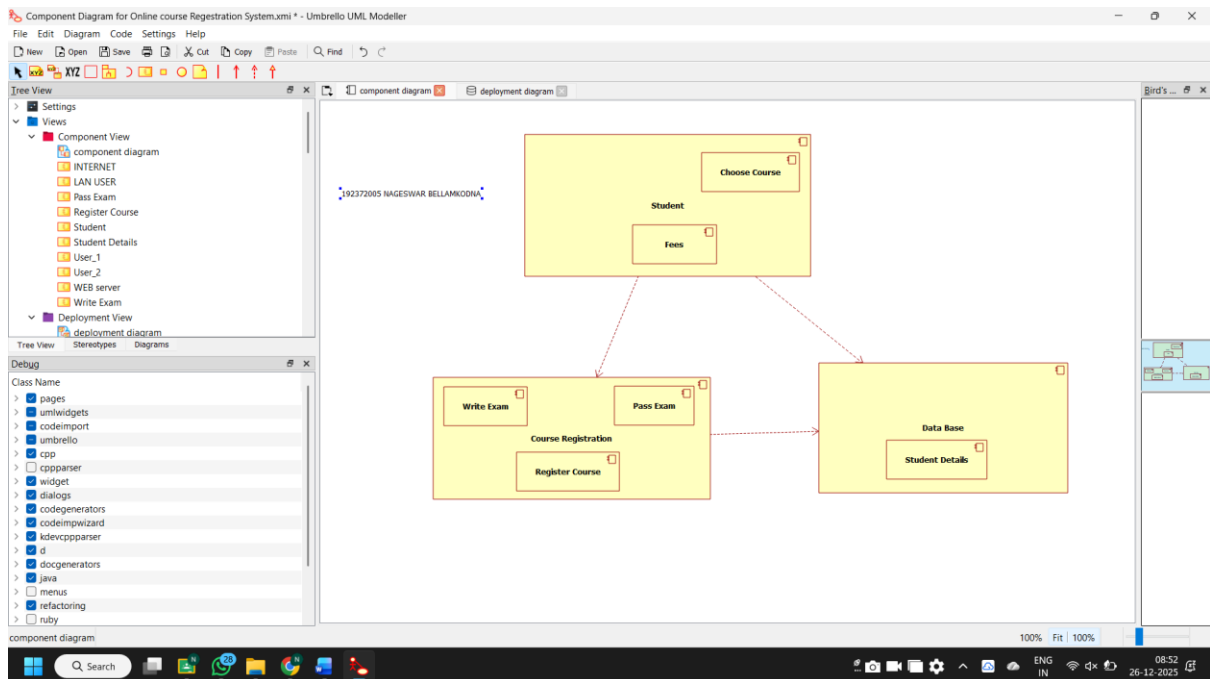 Component Diagram for Online course Regestration System.xmi * - Umbrello UML Modeller
File Edit Diagram Code Settings Help
New Open Save Cut Copy Paste Find
XYZ XYZ
Tree View
component diagram deployment diagram
Bird's ...
Settings
Views
Component View
component diagram
INTERNET
LAN USER
Pass Exam
Register Course
Student
Student Details
User_1
User_2
WEB server
Write Exam
Deployment View
deployment diagram
Tree View Stereotypes Diagrams
Debug
Class Name
pages
umlwidgets
codeimport
umbrello
cpp
cppparser
widget
dialogs
codegenerators
codeimpwizard
kdevcppparser
d
docgenerators
java
menus
refactoring
ruby
192372005 NAGESWAR BELLAMKODNA
Choose Course
Student
Fees
Write Exam
Pass Exam
Course Registration
Register Course
Data Base
Student Details
component diagram
100% Fit 100%
Search
28
ENG
IN
08:52
26-12-2025